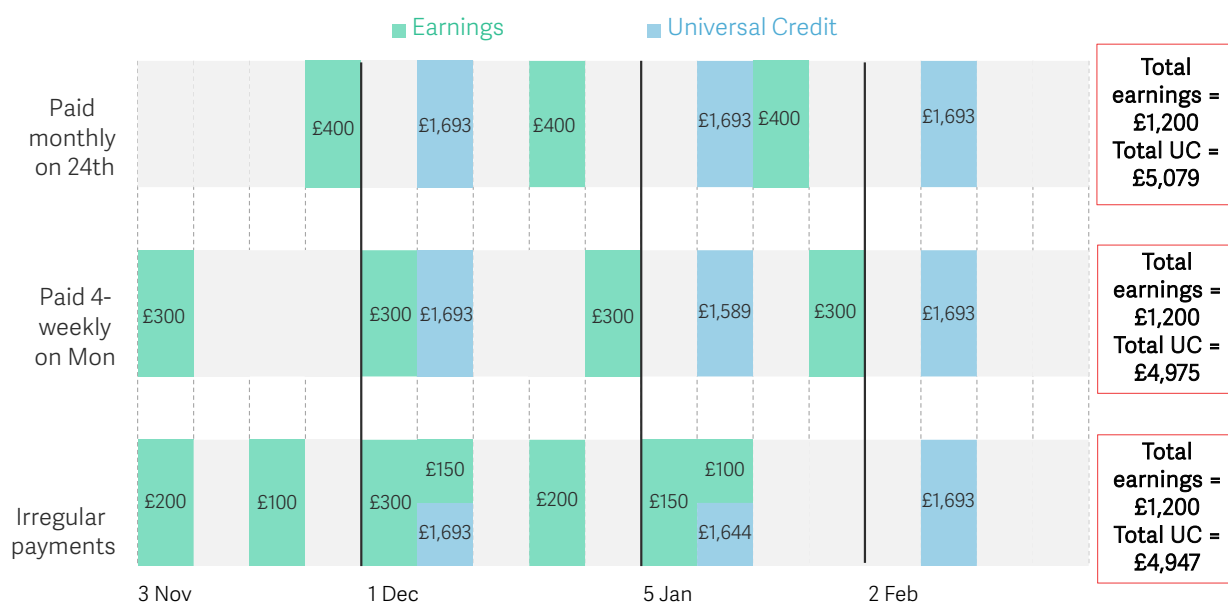 Earnings
Universal Credit
Paid
monthly
on 24th
£400
£1,693
£400
£1,693
£400
£1,693
Total
earnings =
£1,200
Total UC =
£5,079
Paid 4-
weekly
on Mon
£300
£300
£1,693
£300
£1,589
£300
£1,693
Total
earnings =
£1,200
Total UC =
£4,975
Irregular
payments
£200
£100
£300
£150
£1,693
£200
£150
£100
£1,644
£1,693
Total
earnings =
£1,200
Total UC =
£4,947
3 Nov
1 Dec
5 Jan
2 Feb